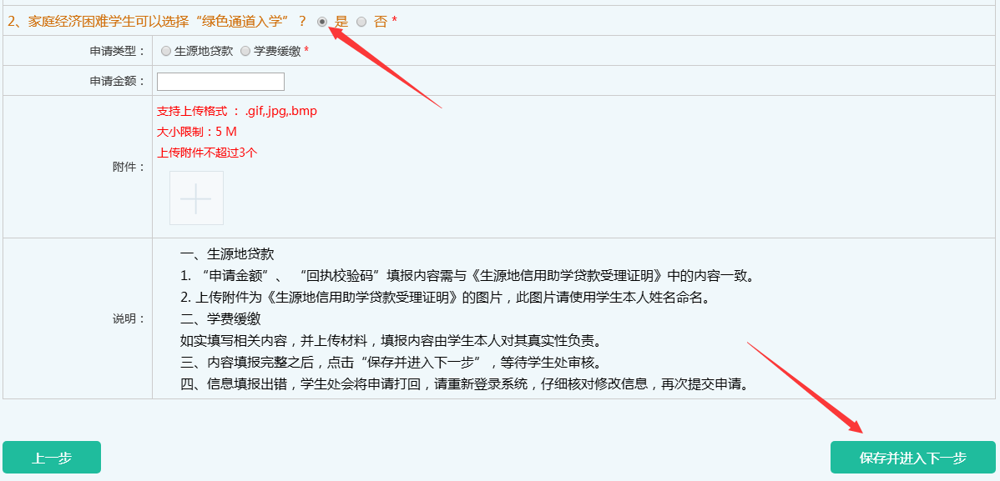 2、家庭经济困难学生可以选择“绿色通道入学”？ 是 否 *
申请类型： 生源地贷款 学费缓缴 *
申请金额：
附件：
支持上传格式 ： .gif,.jpg,.bmp
大小限制：5 M
上传附件不超过3个
说明：
一、生源地贷款
1. “申请金额”、 “回执校验码”填报内容需与《生源地信用助学贷款受理证明》中的内容一致。
2. 上传附件为《生源地信用助学贷款受理证明》的图片，此图片请使用学生本人姓名命名。
二、学费缓缴
如实填写相关内容，并上传材料，填报内容由学生本人对其真实性负责。
三、内容填报完整之后，点击“保存并进入下一步”，等待学生处审核。
四、信息填报出错，学生处会将申请打回，请重新登录系统，仔细核对修改信息，再次提交申请。
上一步 保存并进入下一步